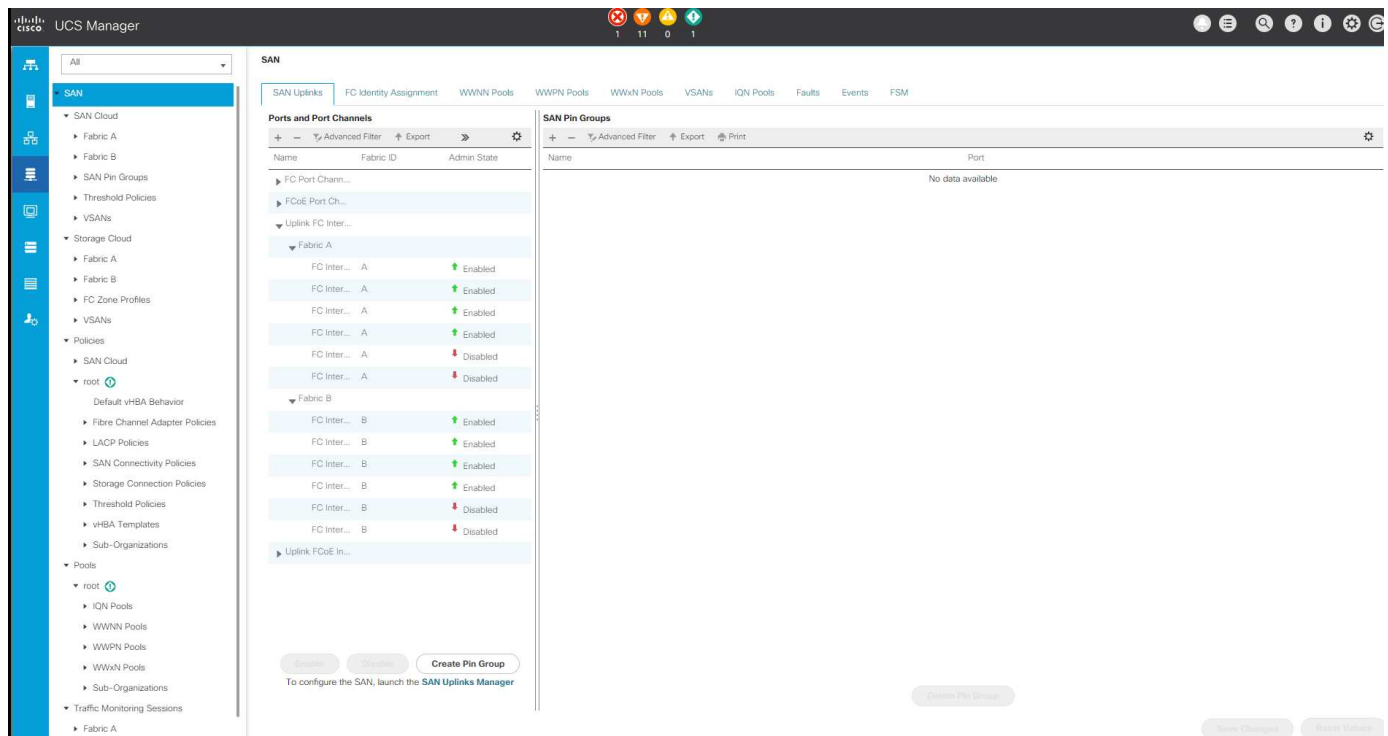 cisco UCS Manager
1 11 0 1
All
SAN
SAN Cloud
Fabric A
Fabric B
SAN Pin Groups
Threshold Policies
VSANs
Storage Cloud
Fabric A
Fabric B
FC Zone Profiles
VSANs
Policies
SAN Cloud
root
Default vHBA Behavior
Fibre Channel Adapter Policies
LACP Policies
SAN Connectivity Policies
Storage Connection Policies
Threshold Policies
vHBA Templates
Sub-Organizations
Pools
root
IQN Pools
WWNN Pools
WWPN Pools
WWxN Pools
Sub-Organizations
Traffic Monitoring Sessions
Fabric A
SAN
SAN Uplinks FC Identity Assignment WWNN Pools WWPN Pools WWxN Pools VSANs IQN Pools Faults Events FSM
Ports and Port Channels
+ − Advanced Filter Export »
Name Fabric ID Admin State
FC Port Chann...
FCoE Port Ch...
Uplink FC Inter...
Fabric A
FC Inter... A Enabled
FC Inter... A Enabled
FC Inter... A Enabled
FC Inter... A Enabled
FC Inter... A Disabled
FC Inter... A Disabled
Fabric B
FC Inter... B Enabled
FC Inter... B Enabled
FC Inter... B Enabled
FC Inter... B Enabled
FC Inter... B Disabled
FC Inter... B Disabled
Uplink FCoE In...
Enable Disable Create Pin Group
To configure the SAN, launch the SAN Uplinks Manager
SAN Pin Groups
+ − Advanced Filter Export Print
Name Port
No data available
Create Pin Group
Save Changes Reset Values